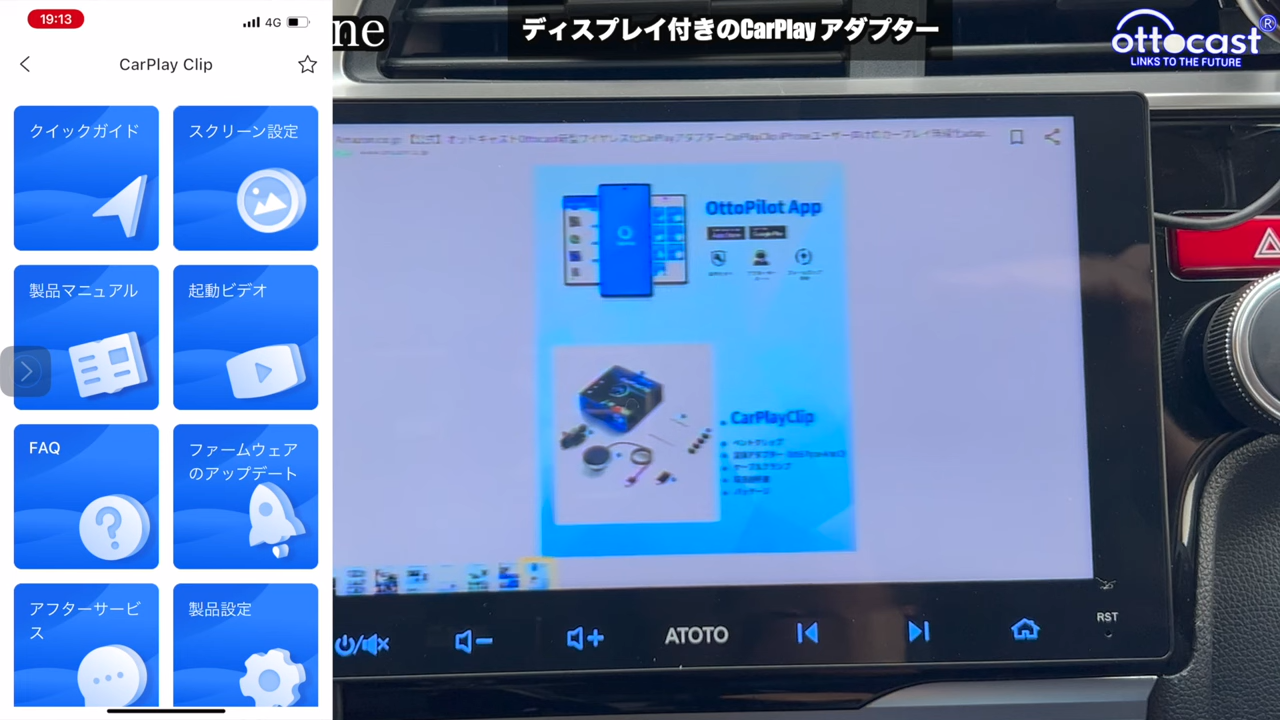 19:13
4G
ne
ディスプレイ付きのCarPlay アダプター
ottocast®
LINKS TO THE FUTURE
CarPlay Clip
クイックガイド
スクリーン設定
製品マニュアル
起動ビデオ
FAQ
ファームウェア
のアップデート
アフターサービ
ス
製品設定
OttoPilot App
CarPlayClip
ATOTO
RST